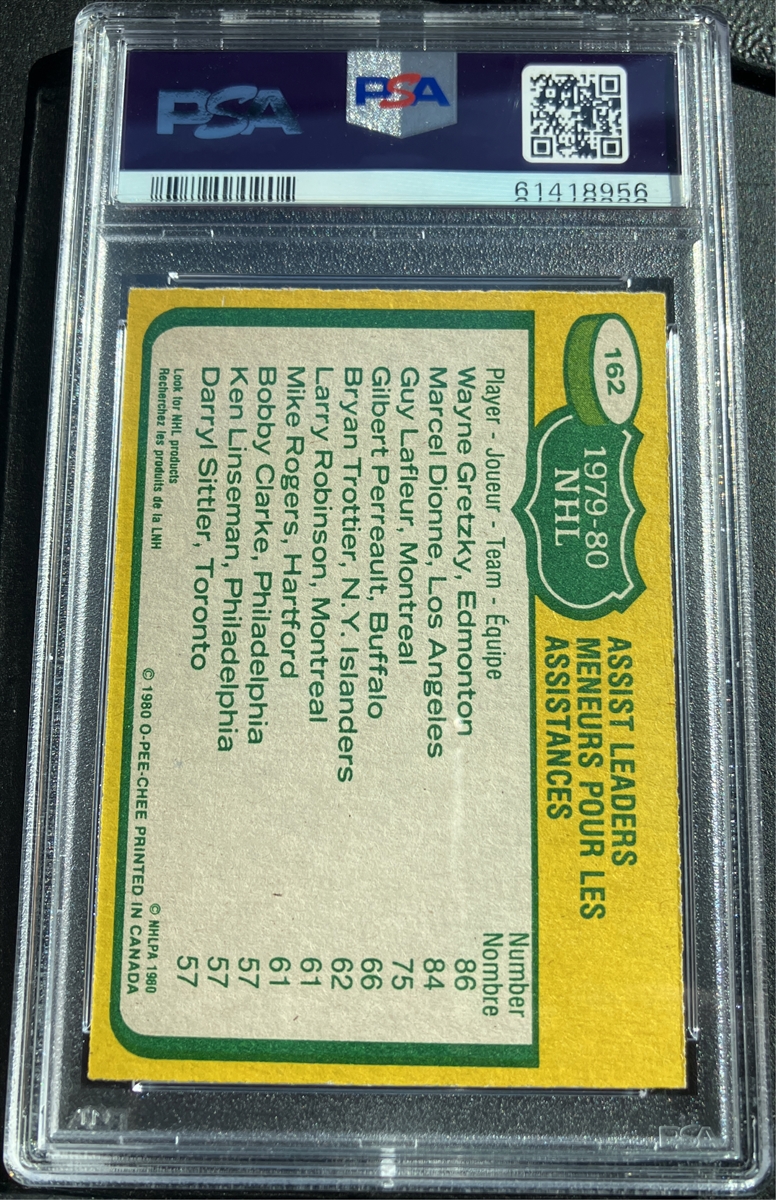 PSA
PSA
61418956
162
1979-80
NHL
ASSIST LEADERS
MENEURS POUR LES
ASSISTANCES
Player - Joueur - Team - Équipe
Number
Nombre
Wayne Gretzky, Edmonton 86
Marcel Dionne, Los Angeles 84
Guy Lafleur, Montreal 75
Gilbert Perreault, Buffalo 66
Bryan Trottier, N.Y. Islanders 62
Larry Robinson, Montreal 61
Mike Rogers, Hartford 61
Bobby Clarke, Philadelphia 57
Ken Linseman, Philadelphia 57
Darryl Sittler, Toronto 57
Look for NHL products
Recherchez les produits de la LNH
© NHLPA 1980
© 1980 O-PEE-CHEE PRINTED IN CANADA
PSA